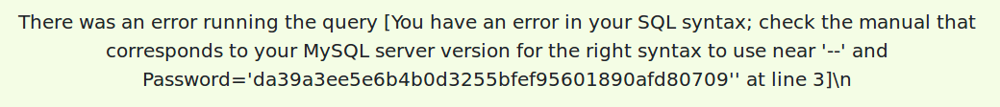 There was an error running the query [You have an error in your SQL syntax; check the manual that
corresponds to your MySQL server version for the right syntax to use near '--' and
Password='da39a3ee5e6b4b0d3255bfef95601890afd80709'' at line 3]\n